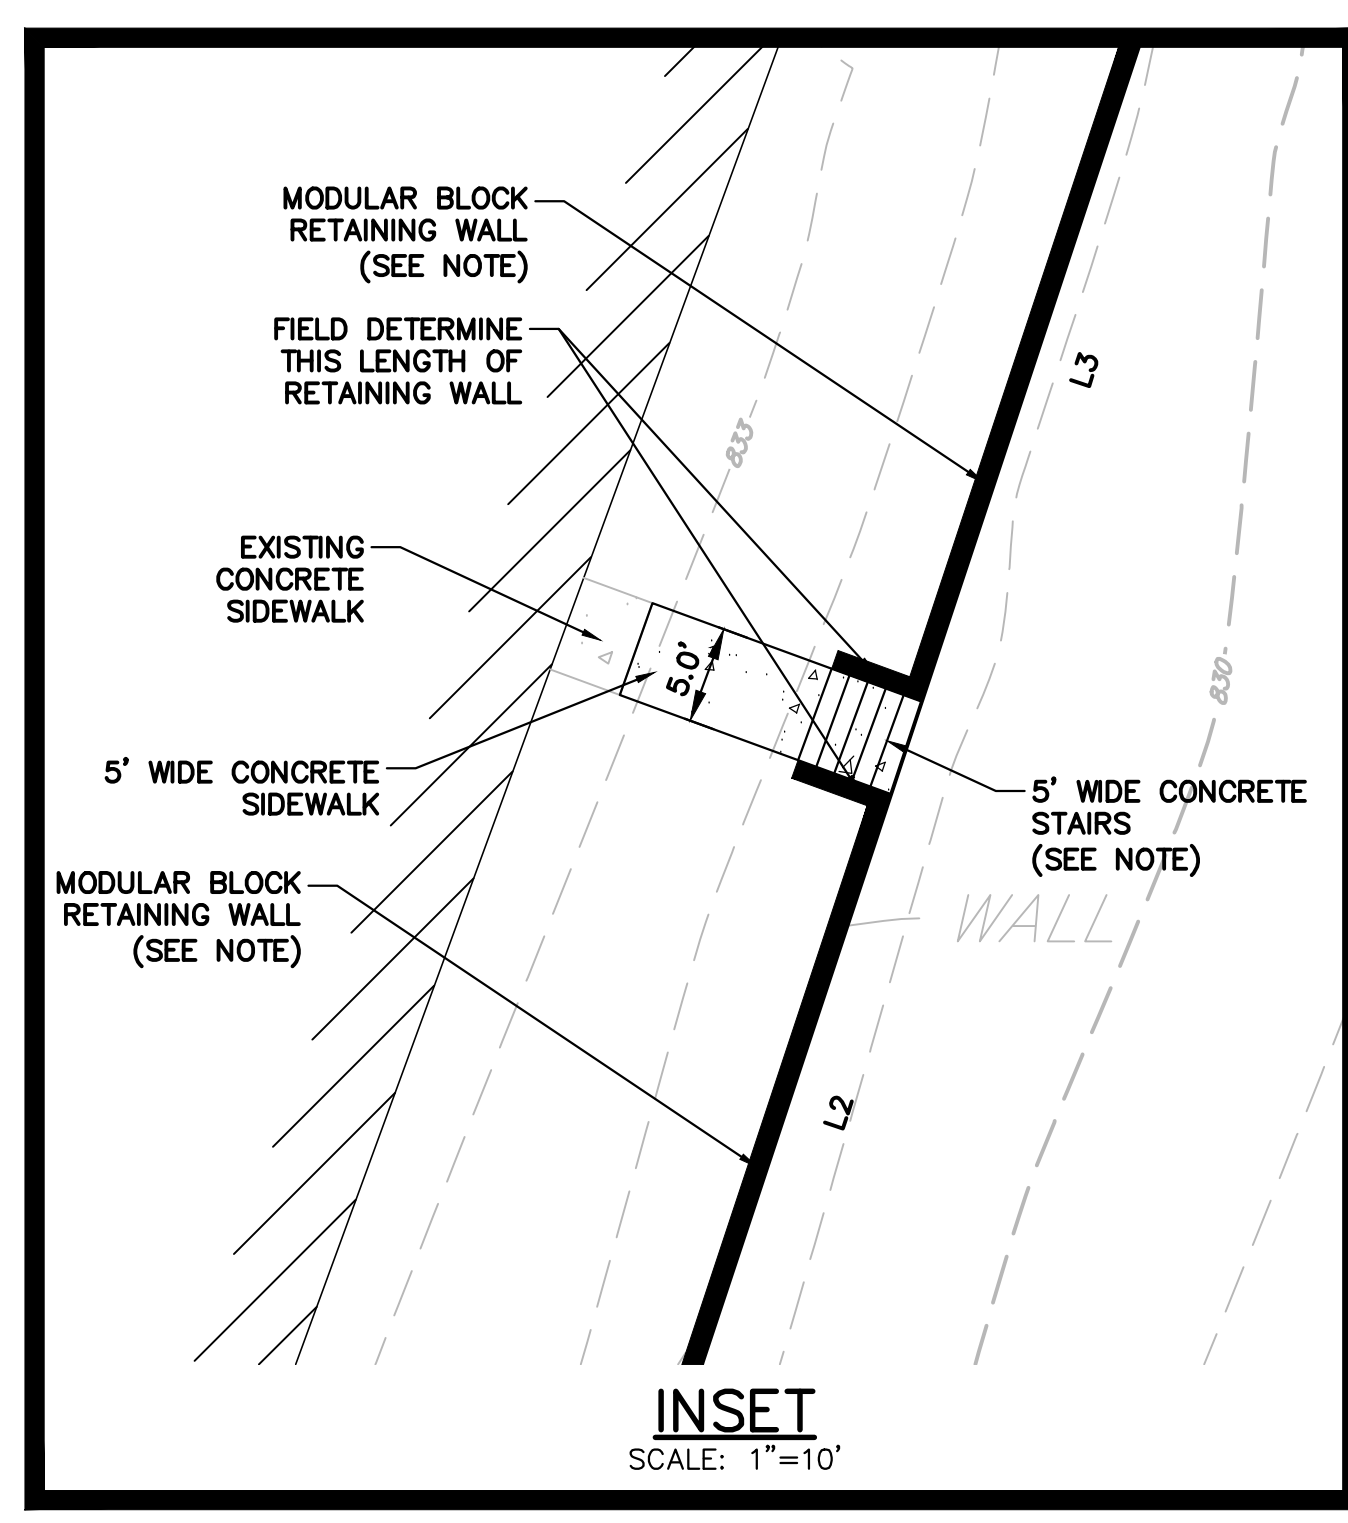 MODULAR BLOCK
RETAINING WALL
(SEE NOTE)
FIELD DETERMINE
THIS LENGTH OF
RETAINING WALL
L3
833
EXISTING
CONCRETE
SIDEWALK
5.0'
830
5' WIDE CONCRETE
SIDEWALK
5' WIDE CONCRETE
STAIRS
(SEE NOTE)
MODULAR BLOCK
RETAINING WALL
(SEE NOTE)
WALL
L2
INSET
SCALE: 1"=10'